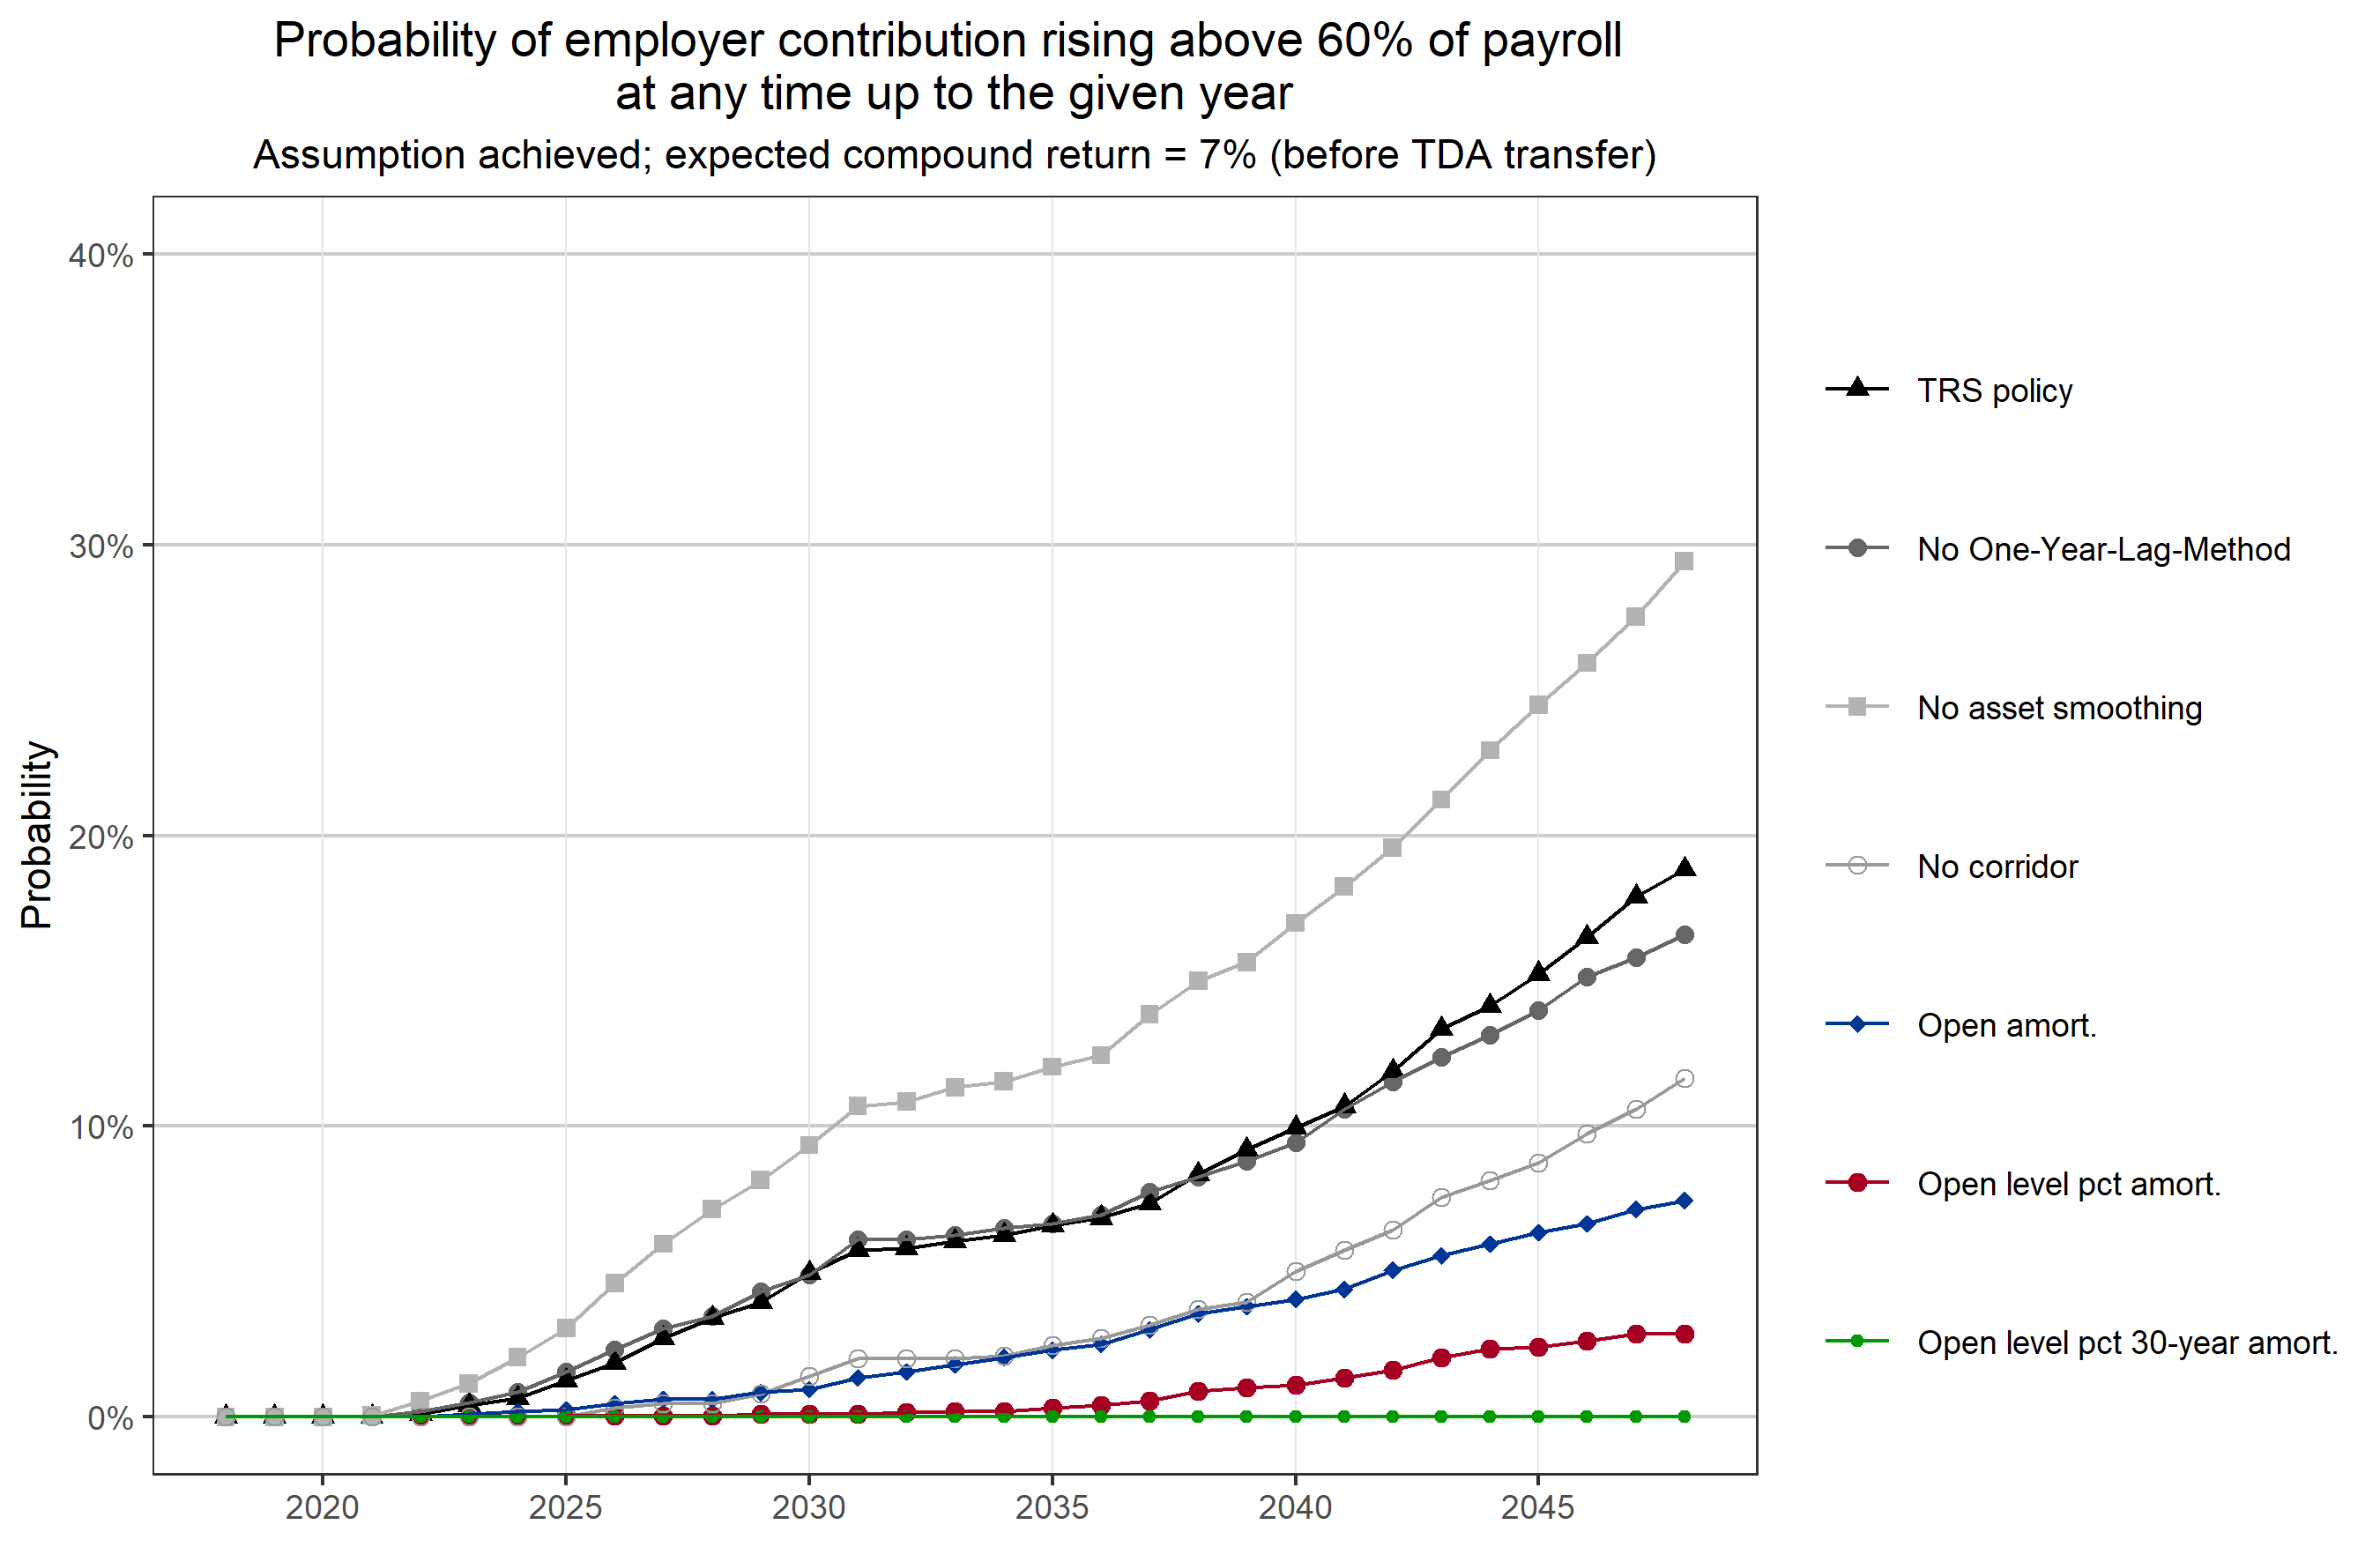 Probability of employer contribution rising above 60% of payroll
at any time up to the given year
Assumption achieved; expected compound return = 7% (before TDA transfer)
Probability
40%
30%
20%
10%
0%
2020
2025
2030
2035
2040
2045
TRS policy
No One-Year-Lag-Method
No asset smoothing
No corridor
Open amort.
Open level pct amort.
Open level pct 30-year amort.